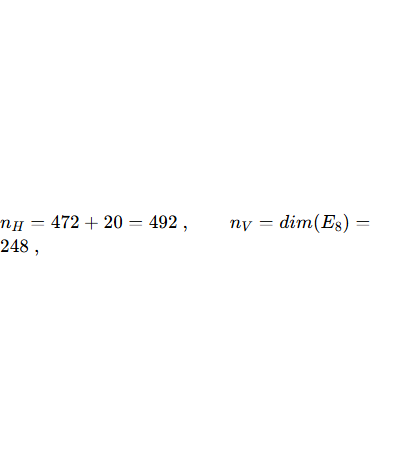 n_H = 472 + 20 = 492 , n_V = dim(E_8) =
248 ,